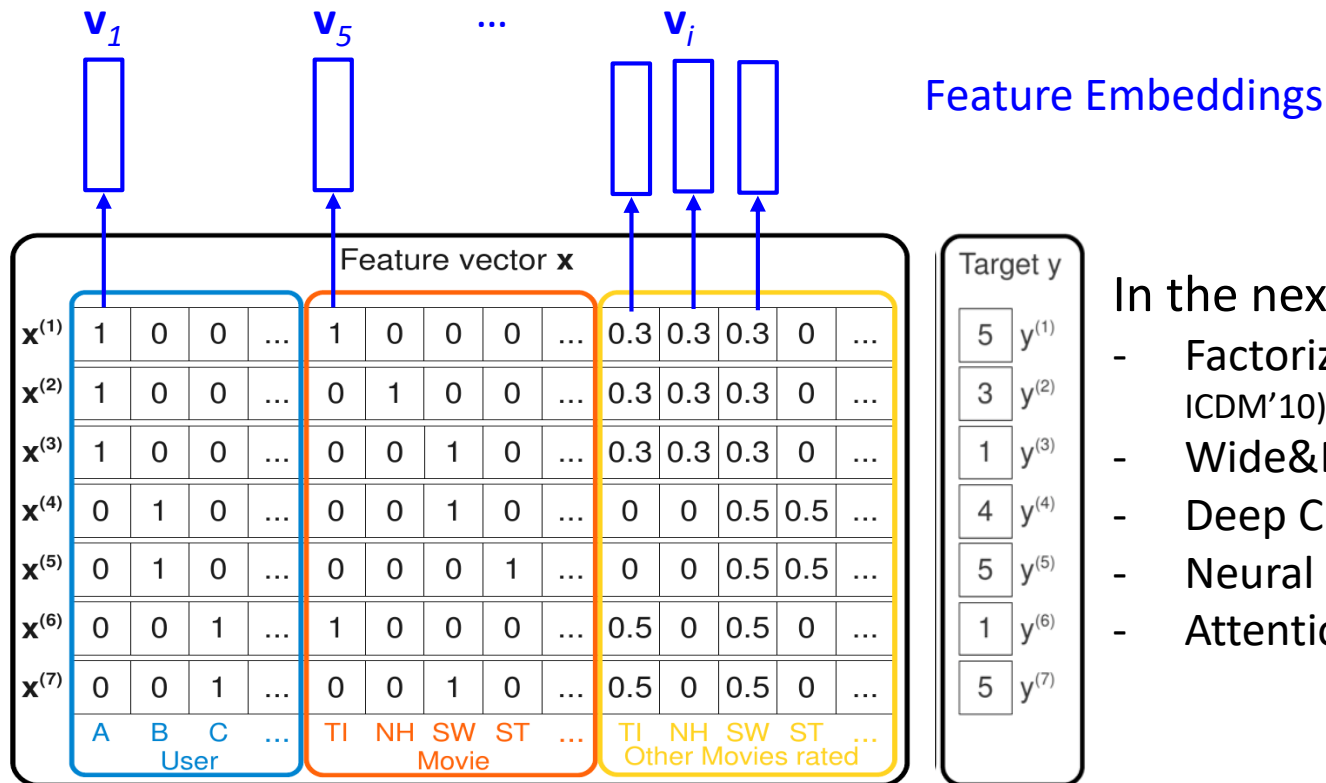 v1 v5 ... vi
Feature Embeddings
Feature vector x
x(1) 1 0 0 ... 1 0 0 0 ... 0.3 0.3 0.3 0 ...
x(2) 1 0 0 ... 0 1 0 0 ... 0.3 0.3 0.3 0 ...
x(3) 1 0 0 ... 0 0 1 0 ... 0.3 0.3 0.3 0 ...
x(4) 0 1 0 ... 0 0 1 0 ... 0 0 0.5 0.5 ...
x(5) 0 1 0 ... 0 0 0 1 ... 0 0 0.5 0.5 ...
x(6) 0 0 1 ... 1 0 0 0 ... 0.5 0 0.5 0 ...
x(7) 0 0 1 ... 0 0 1 0 ... 0.5 0 0.5 0 ...
A B C ... TI NH SW ST ... TI NH SW ST ...
User Movie Other Movies rated
Target y
5 y(1)
3 y(2)
1 y(3)
4 y(4)
5 y(5)
1 y(6)
5 y(7)
In the nex
- Factoriz
ICDM'10)
- Wide&
- Deep C
- Neural
- Attentio